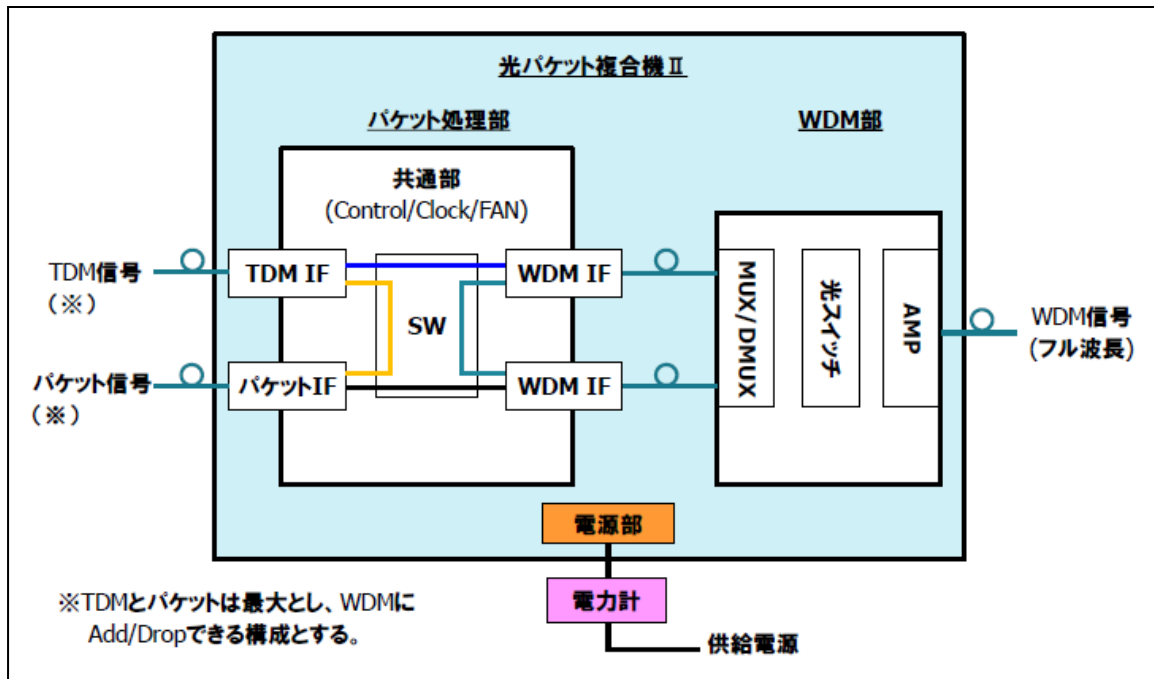 光パケット複合機Ⅱ
パケット処理部
WDM部
共通部
(Control/Clock/FAN)
TDM信号
(※)
TDM IF
SW
WDM IF
MUX/DMUX
光スイッチ
AMP
WDM信号
(フル波長)
パケット信号
(※)
パケットIF
WDM IF
電源部
電力計
供給電源
※TDMとパケットは最大とし、WDMに
Add/Dropできる構成とする。